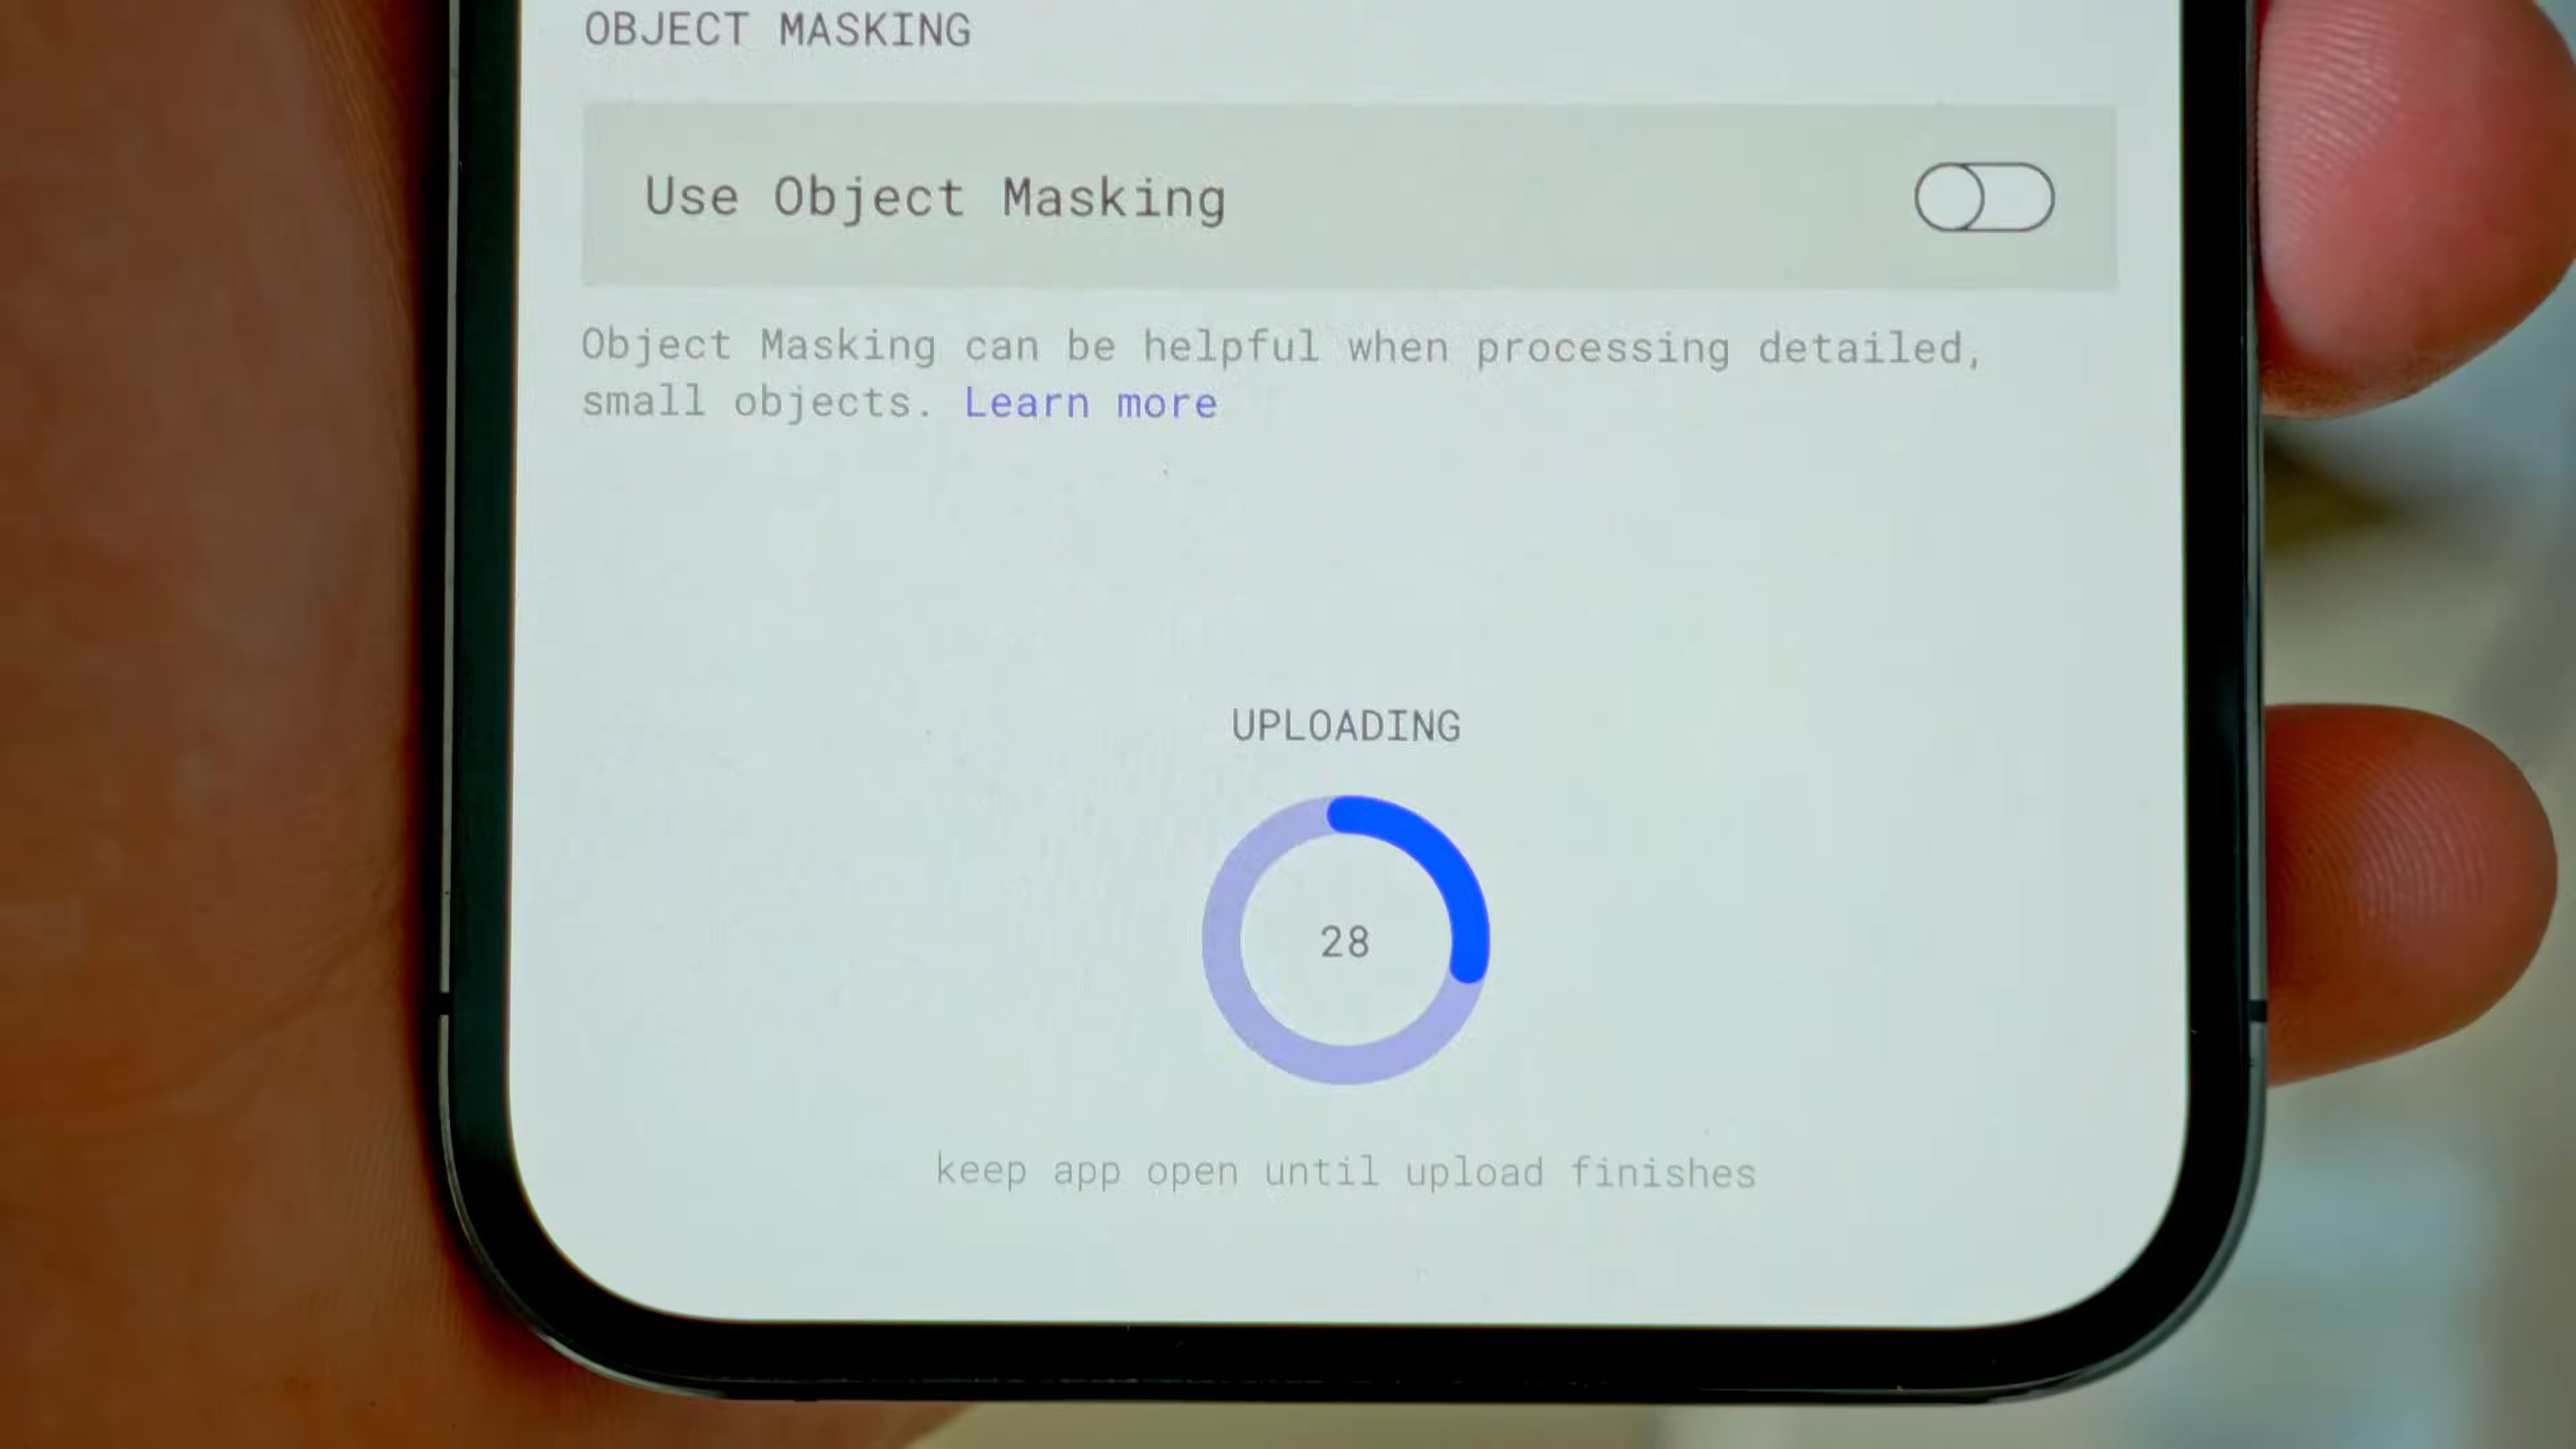 OBJECT MASKING
Use Object Masking
Object Masking can be helpful when processing detailed,
small objects. Learn more
UPLOADING
28
keep app open until upload finishes